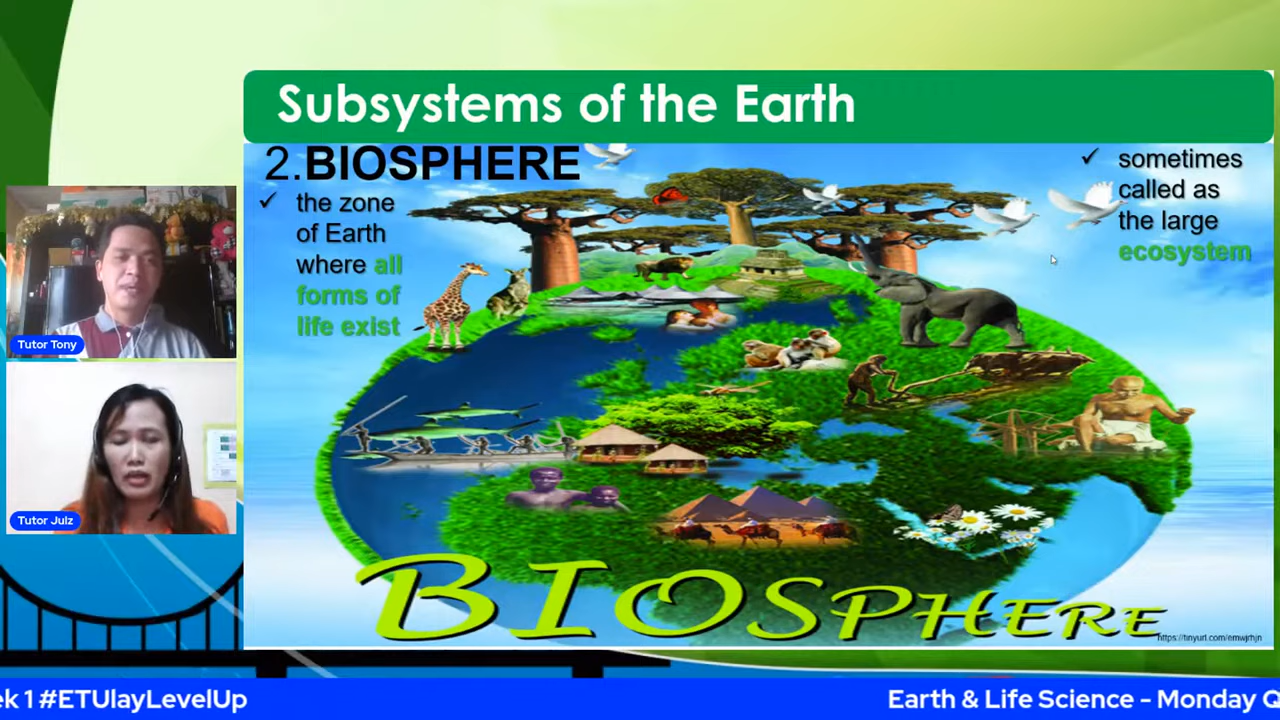 Subsystems of the Earth
2.BIOSPHERE
✓ the zone
of Earth
where all
forms of
life exist
✓ sometimes
called as
the large
ecosystem
Tutor Tony
Tutor Juiz
BIOSPHERE
https://tinyurl.com/emwjrhjn
ek 1 #ETUlayLevelUp
Earth & Life Science - Monday Q